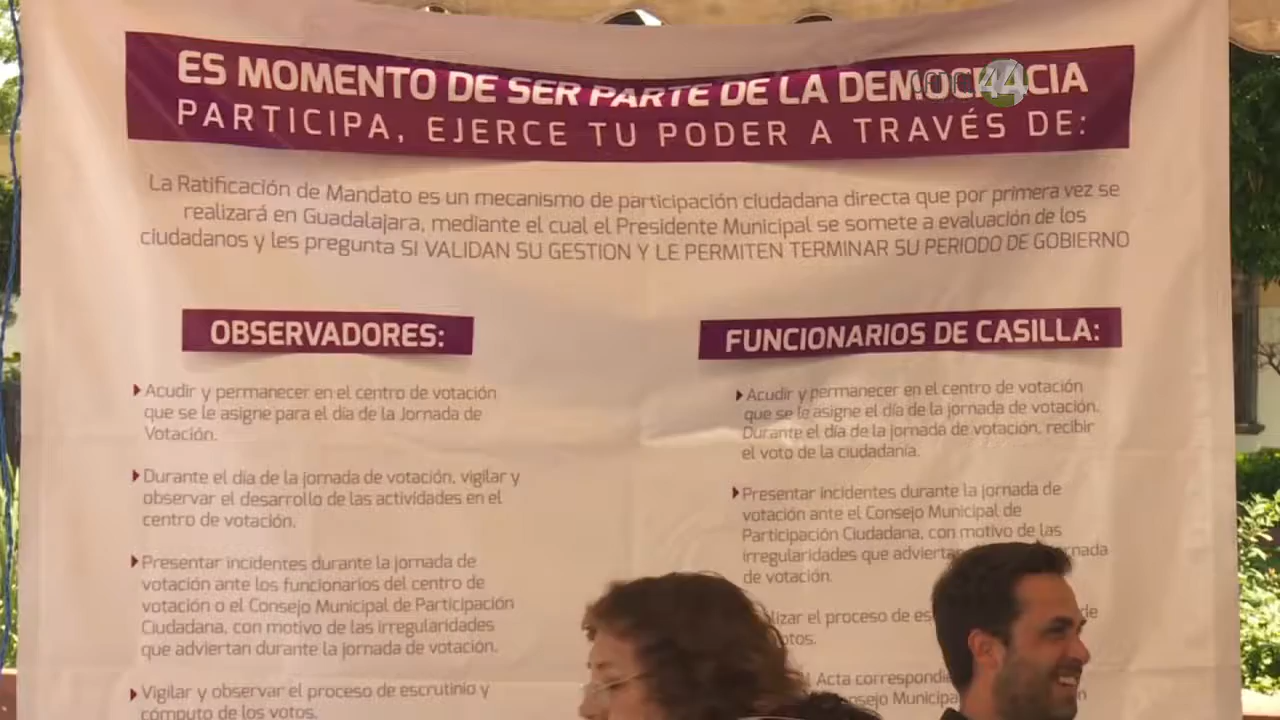 ES MOMENTO DE SER PARTE DE LA DEMOCRACIA
44
PARTICIPA, EJERCE TU PODER A TRAVÉS DE:
La Ratificación de Mandato es un mecanismo de participación ciudadana directa que por primera vez se
realizará en Guadalajara, mediante el cual el Presidente Municipal se somete a evaluación de los
ciudadanos y les pregunta SI VALIDAN SU GESTION Y LE PERMITEN TERMINAR SU PERIODO DE GOBIERNO
OBSERVADORES:
Acudir y permanecer en el centro de votación
que se le asigne para el día de la Jornada de
Votación.
Durante el día de la jornada de votación, vigilar y
observar el desarrollo de las actividades en el
centro de votación.
Presentar incidentes durante la jornada de
votación ante los funcionarios del centro de
votación o el Consejo Municipal de Participación
Ciudadana, con motivo de las irregularidades
que adviertan durante la jornada de votación.
Vigilar y observar el proceso de escrutinio y
cómputo de los votos.
FUNCIONARIOS DE CASILLA:
Acudir y permanecer en el centro de votación
que se le asigne el día de la jornada de votación.
Durante el día de la jornada de votación, recibir
el voto de la ciudadanía.
Presentar incidentes durante la jornada de
votación ante el Consejo Municipal de
Participación Ciudadana, con motivo de las
irregularidades que adviertan jornada
de votación.
el proceso de de
votos.
Acta
Consejo Municipal